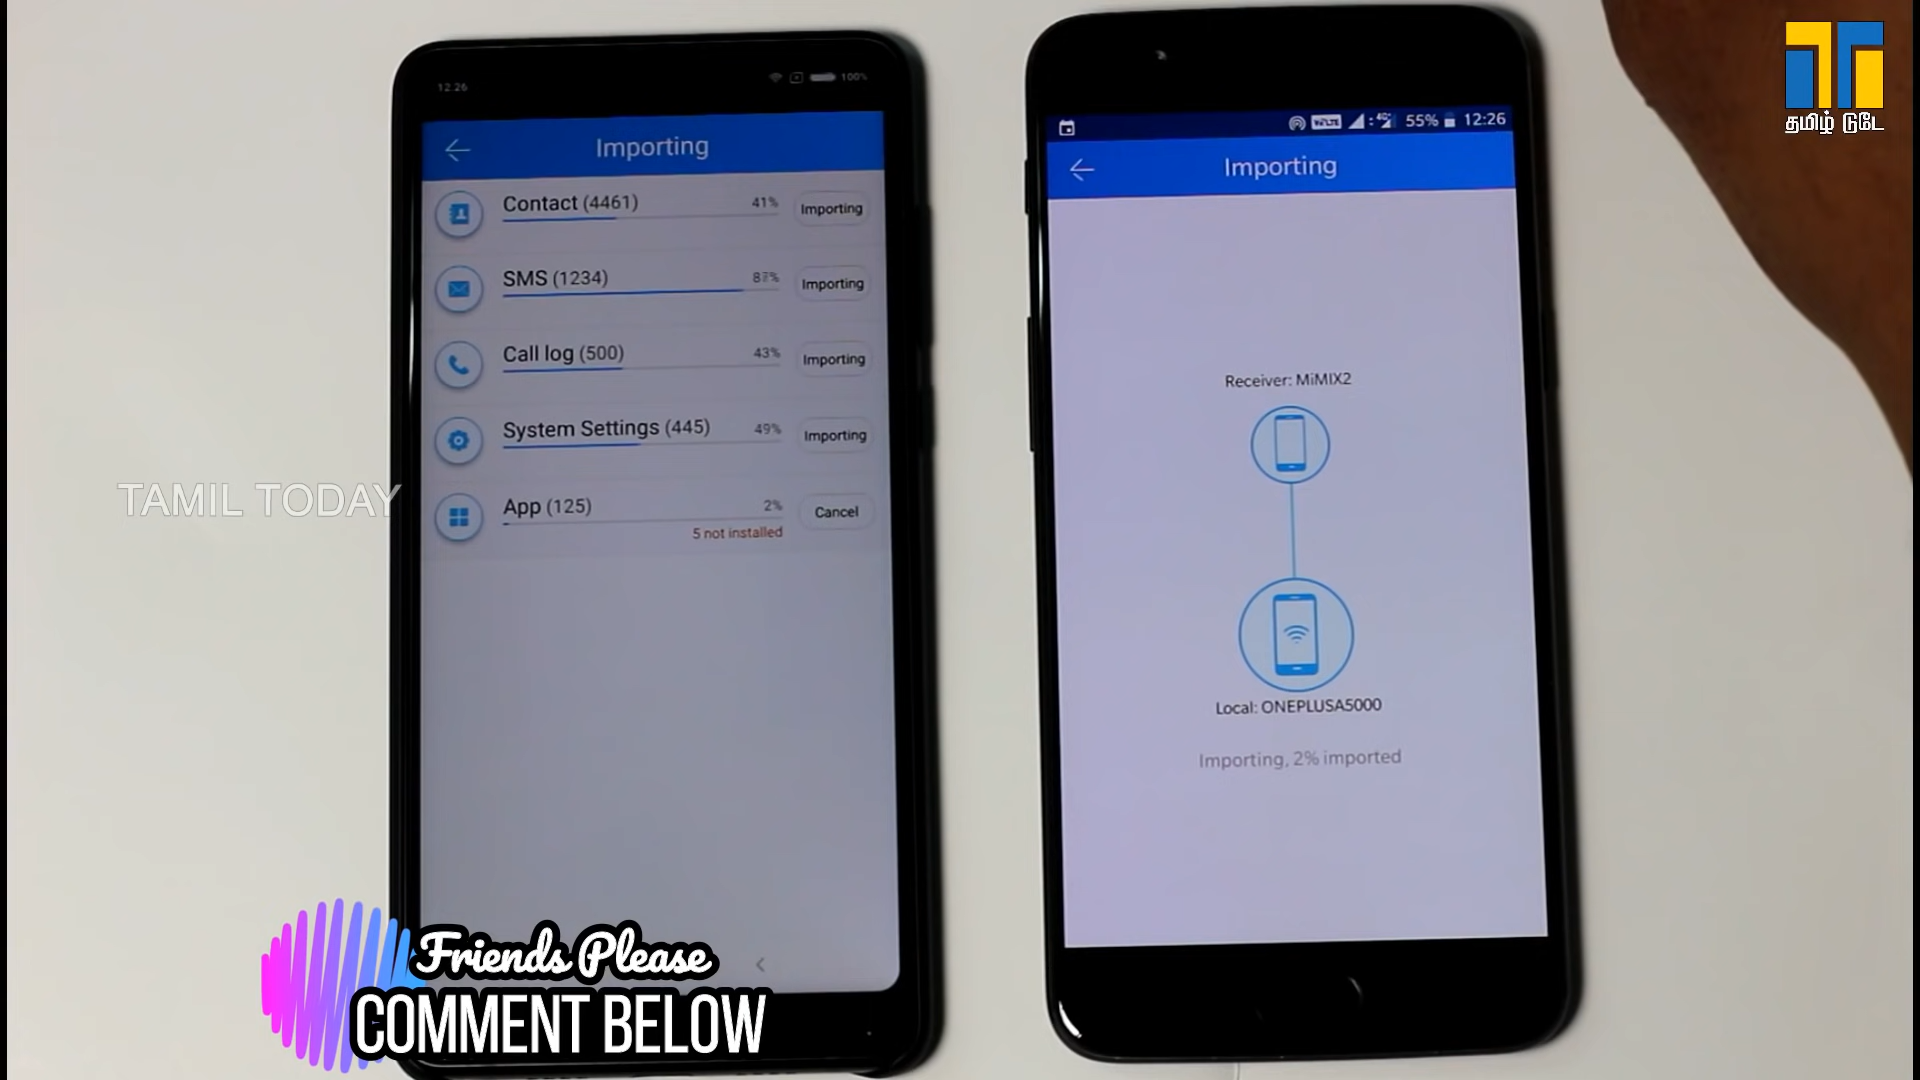 12.26
100%
Importing
Contact (4461)
41%
Importing
SMS (1234)
Importing
Call log (500)
43%
Importing
System Settings (445)
49%
Importing
App (125)
2%
5 not installed
Cancel
VoLTE
4G
55%
12:26
Importing
Receiver: MiMIX2
Local: ONEPLUSA5000
Importing, 2% imported
தமிழ் டுடே
TAMIL TODAY
Friends Please
COMMENT BELOW